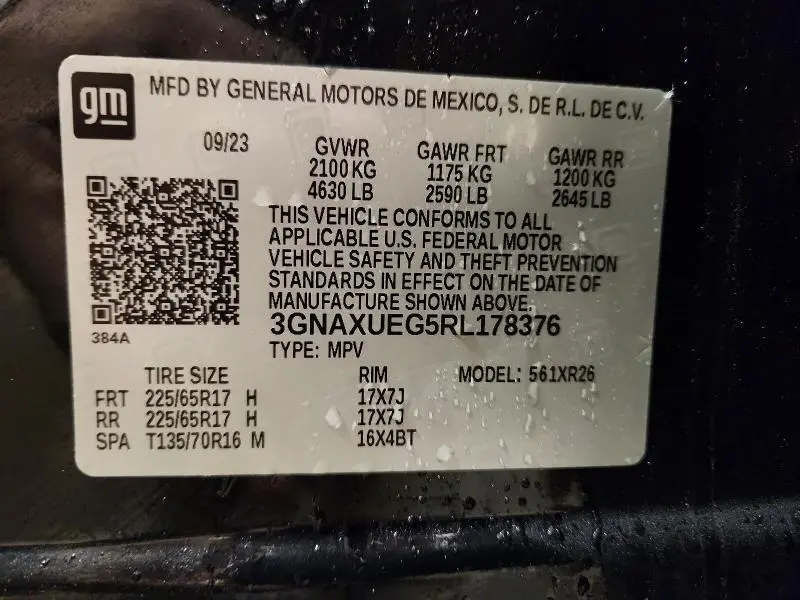 gm
MFD BY GENERAL MOTORS DE MEXICO, S. DE R.L. DE C.V.
09/23
GVWR GAWR FRT GAWR RR
2100 KG 1175 KG 1200 KG
4630 LB 2590 LB 2645 LB
THIS VEHICLE CONFORMS TO ALL
APPLICABLE U.S. FEDERAL MOTOR
VEHICLE SAFETY AND THEFT PREVENTION
STANDARDS IN EFFECT ON THE DATE OF
MANUFACTURE SHOWN ABOVE.
3GNAXUEG5RL178376
384A
TYPE: MPV
TIRE SIZE RIM MODEL: 561XR26
FRT 225/65R17 H 17X7J
RR 225/65R17 H 17X7J
SPA T135/70R16 M 16X4BT